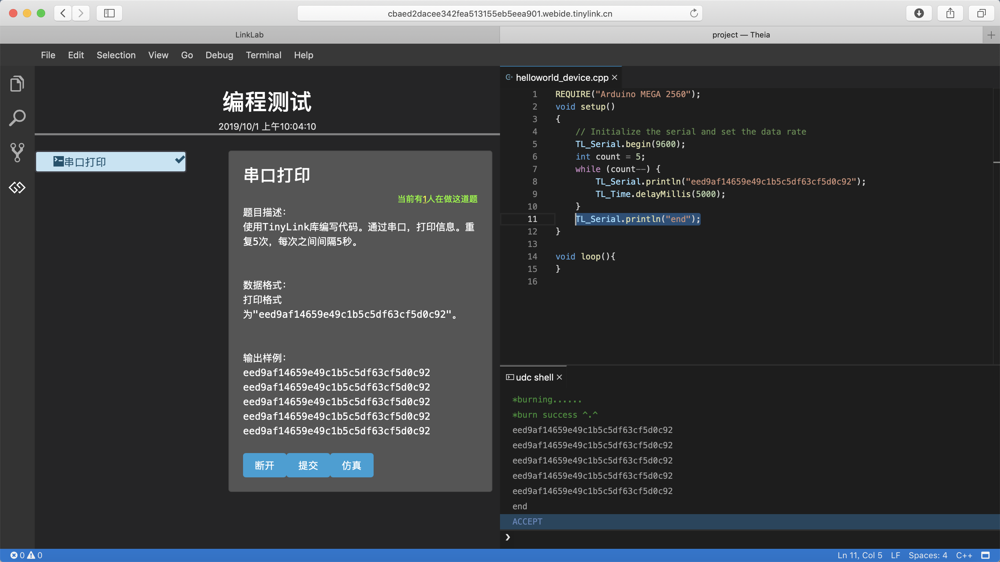 cbaed2dacee342fea513155eb5eea901.webide.tinylink.cn
LinkLab
project — Theia
File Edit Selection View Go Debug Terminal Help
编程测试
2019/10/1 上午10:04:10
串口打印
串口打印
当前有1人在做这道题
题目描述：
使用TinyLink库编写代码。通过串口，打印信息。重
复5次，每次之间间隔5秒。
数据格式：
打印格式
为"eed9af14659e49c1b5c5df63cf5d0c92"。
输出样例：
eed9af14659e49c1b5c5df63cf5d0c92
eed9af14659e49c1b5c5df63cf5d0c92
eed9af14659e49c1b5c5df63cf5d0c92
eed9af14659e49c1b5c5df63cf5d0c92
eed9af14659e49c1b5c5df63cf5d0c92
断开 提交 仿真
helloworld_device.cpp
1 REQUIRE("Arduino MEGA 2560");
2 void setup()
3 {
4 // Initialize the serial and set the data rate
5 TL_Serial.begin(9600);
6 int count = 5;
7 while (count--) {
8 TL_Serial.println("eed9af14659e49c1b5c5df63cf5d0c92");
9 TL_Time.delayMillis(5000);
10 }
11 TL_Serial.println("end");
12 }
13
14 void loop(){
15 }
16
udc shell
*burning......
*burn success ^.^
eed9af14659e49c1b5c5df63cf5d0c92
eed9af14659e49c1b5c5df63cf5d0c92
eed9af14659e49c1b5c5df63cf5d0c92
eed9af14659e49c1b5c5df63cf5d0c92
eed9af14659e49c1b5c5df63cf5d0c92
end
ACCEPT
❯
0 0
Ln 11, Col 5 LF Spaces: 4 C++